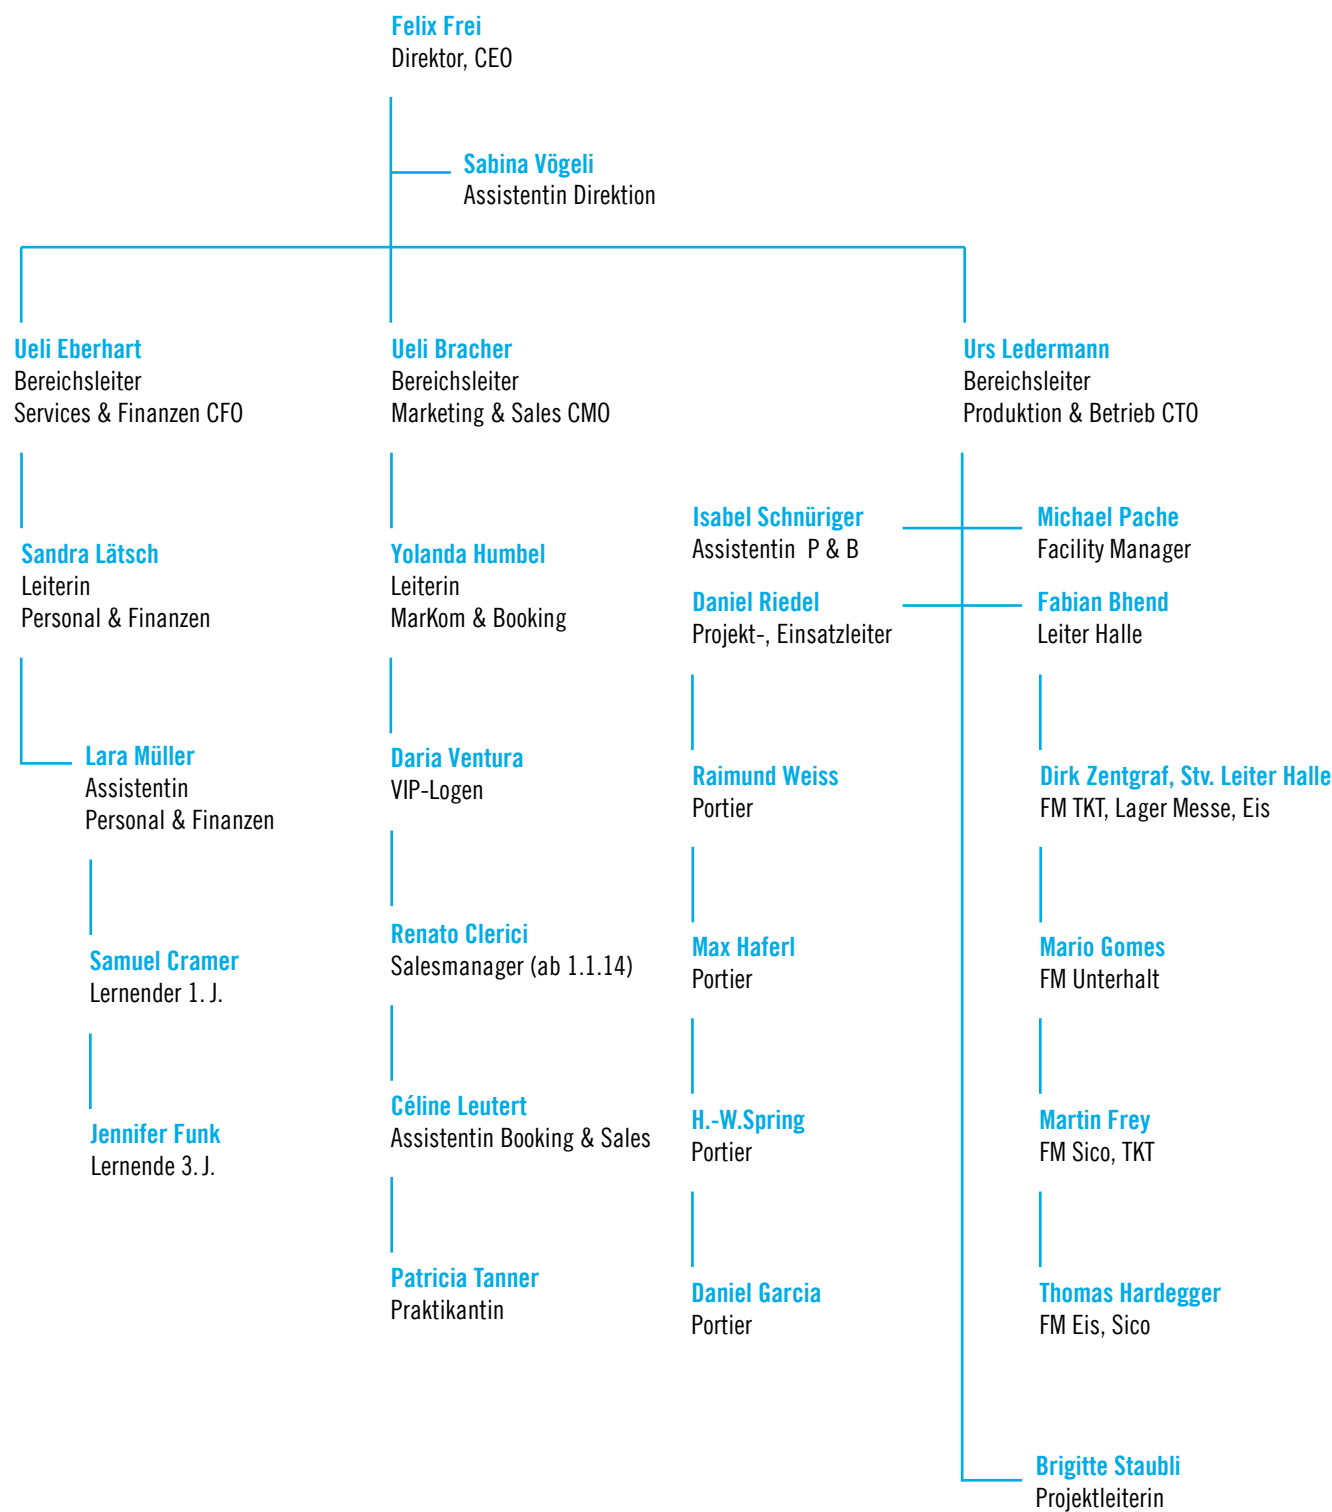 Felix Frei
Direktor, CEO
Sabina Vögeli
Assistentin Direktion
Ueli Eberhart
Bereichsleiter
Services & Finanzen CFO
Sandra Lätsch
Leiterin
Personal & Finanzen
Lara Müller
Assistentin
Personal & Finanzen
Samuel Cramer
Lernender 1. J.
Jennifer Funk
Lernende 3. J.
Ueli Bracher
Bereichsleiter
Marketing & Sales CMO
Yolanda Humbel
Leiterin
MarKom & Booking
Daria Ventura
VIP-Logen
Renato Clerici
Salesmanager (ab 1.1.14)
Céline Leutert
Assistentin Booking & Sales
Patricia Tanner
Praktikantin
Urs Ledermann
Bereichsleiter
Produktion & Betrieb CTO
Isabel Schnüriger
Assistentin P & B
Daniel Riedel
Projekt-, Einsatzleiter
Raimund Weiss
Portier
Max Haferl
Portier
H.-W.Spring
Portier
Daniel Garcia
Portier
Michael Pache
Facility Manager
Fabian Bhend
Leiter Halle
Dirk Zentgraf, Stv. Leiter Halle
FM TKT, Lager Messe, Eis
Mario Gomes
FM Unterhalt
Martin Frey
FM Sico, TKT
Thomas Hardegger
FM Eis, Sico
Brigitte Staubli
Projektleiterin